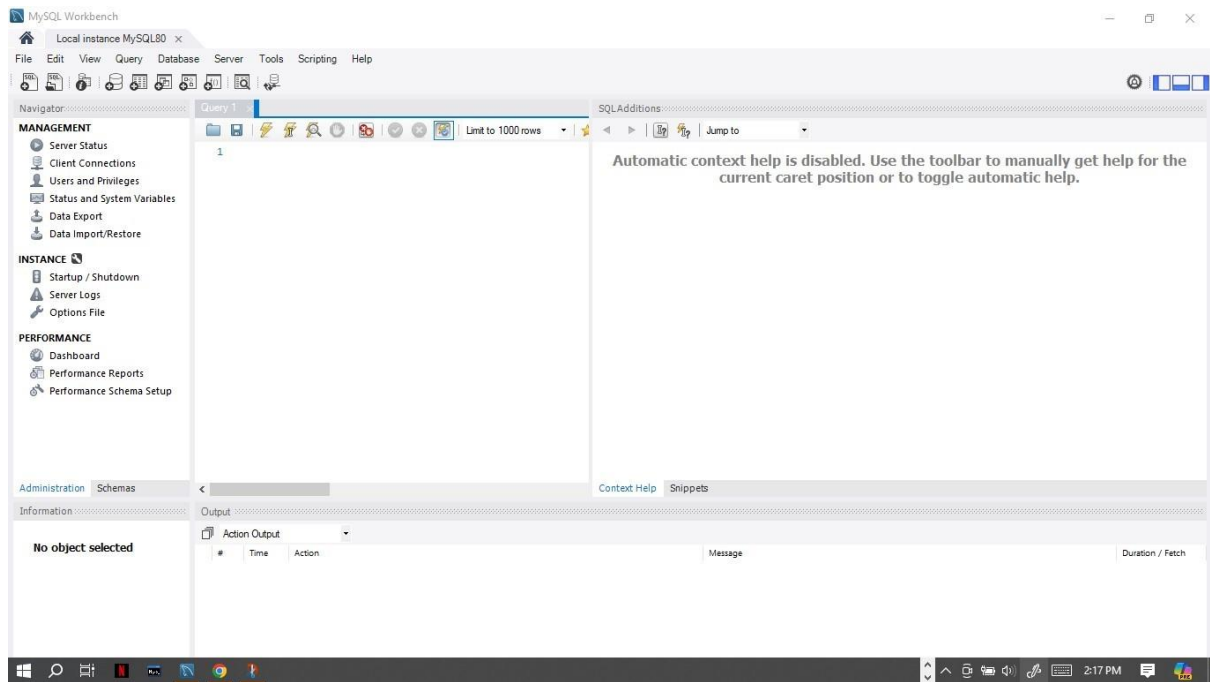 MySQL Workbench
Local instance MySQL80
File Edit View Query Database Server Tools Scripting Help
Navigator
MANAGEMENT
Server Status
Client Connections
Users and Privileges
Status and System Variables
Data Export
Data Import/Restore
INSTANCE
Startup / Shutdown
Server Logs
Options File
PERFORMANCE
Dashboard
Performance Reports
Performance Schema Setup
Administration Schemas
Information
No object selected
Query 1
Limit to 1000 rows
1
SQLAdditions
Jump to
Automatic context help is disabled. Use the toolbar to manually get help for the
current caret position or to toggle automatic help.
Context Help Snippets
Output
Action Output
# Time Action Message Duration / Fetch
2:17 PM